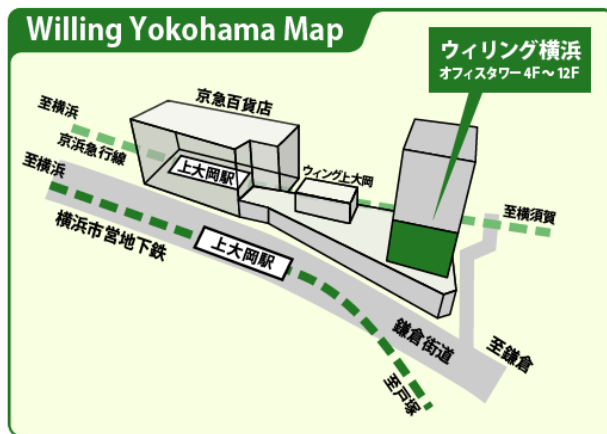 Willing Yokohama Map
ウィリング横浜
オフィスタワー 4F～12F
京急百貨店
至横浜
京浜急行線
上大岡駅
ウィング上大岡
至横須賀
至横浜
横浜市営地下鉄
上大岡駅
鎌倉街道
至鎌倉
至戸塚